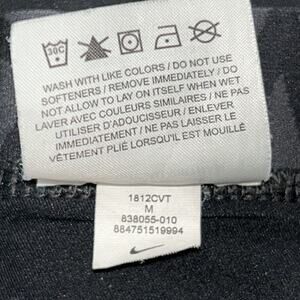 30C
WASH WITH LIKE COLORS / DO NOT USE
SOFTENERS / REMOVE IMMEDIATELY / DO
NOT ALLOW TO LAY ON ITSELF WHEN WET
LAVER AVEC COULEURS SIMILAIRES / NE PAS
UTILISER D'ADOUCISSEUR / ENLEVER
IMMEDIATEMENT / NE PAS LAISSER LE
VÊTEMENT PLIÉ LORSQU'IL EST MOUILLÉ
1812CVT
M
838055-010
884751519994